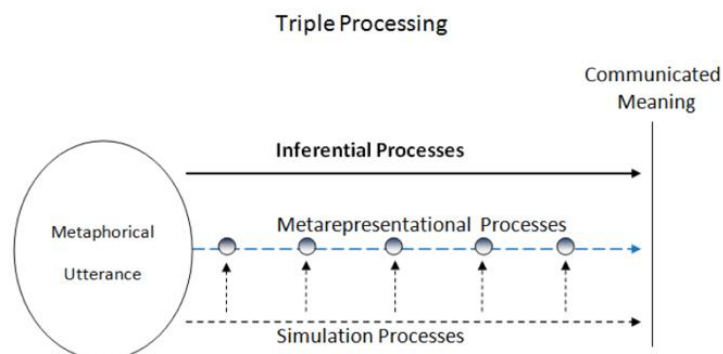 Triple Processing
Communicated
Meaning
Inferential Processes
Metarepresentational Processes
Metaphorical
Utterance
Simulation Processes